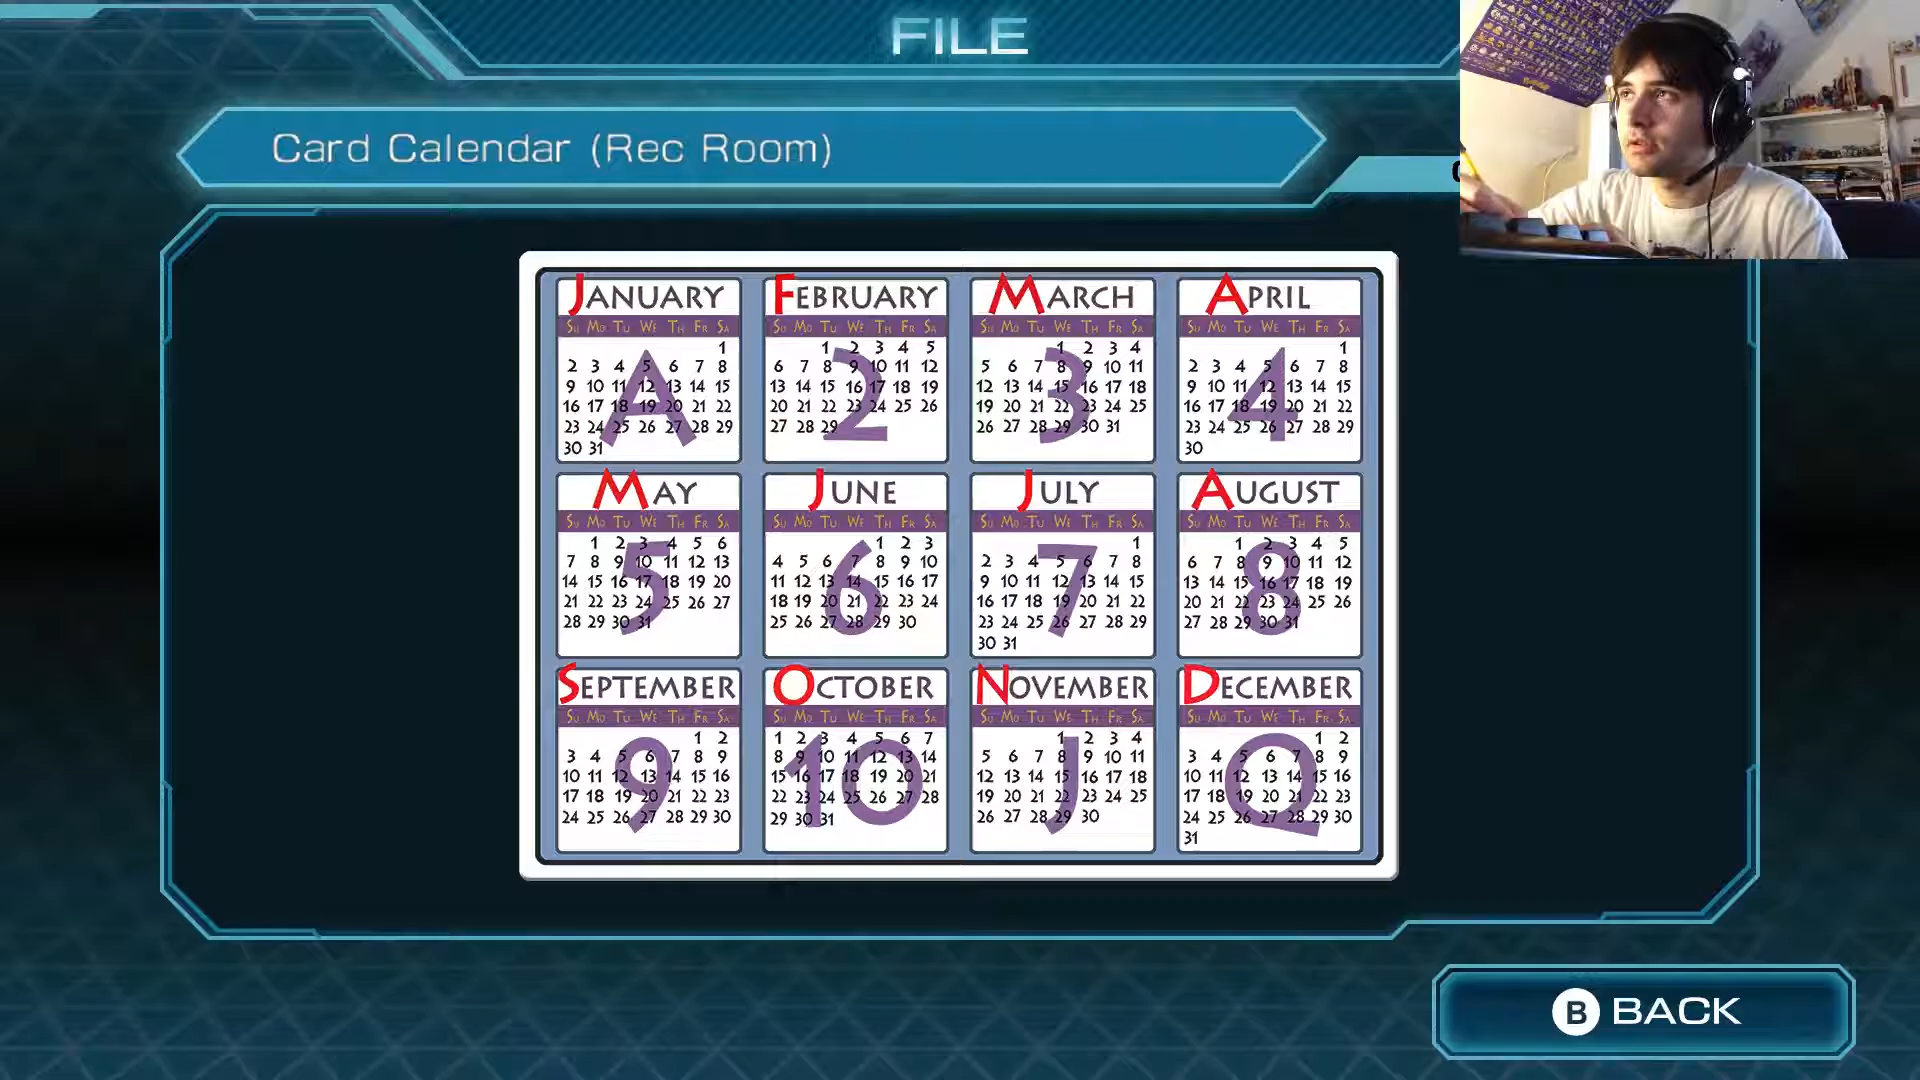 FILE
Card Calendar (Rec Room)
JANUARY
SU MO TU WE TH FR SA
1
2 3 4 5 6 7 8
9 10 11 12 13 14 15
16 17 18 19 20 21 22
23 24 25 26 27 28 29
30 31
A
FEBRUARY
SU MO TU WE TH FR SA
1 2 3 4 5
6 7 8 9 10 11 12
13 14 15 16 17 18 19
20 21 22 23 24 25 26
27 28 29
2
MARCH
SU MO TU WE TH FR SA
1 2 3 4
5 6 7 8 9 10 11
12 13 14 15 16 17 18
19 20 21 22 23 24 25
26 27 28 29 30 31
3
APRIL
SU MO TU WE TH FR SA
1
2 3 4 5 6 7 8
9 10 11 12 13 14 15
16 17 18 19 20 21 22
23 24 25 26 27 28 29
30
4
MAY
SU MO TU WE TH FR SA
1 2 3 4 5 6
7 8 9 10 11 12 13
14 15 16 17 18 19 20
21 22 23 24 25 26 27
28 29 30 31
5
JUNE
SU MO TU WE TH FR SA
1 2 3
4 5 6 7 8 9 10
11 12 13 14 15 16 17
18 19 20 21 22 23 24
25 26 27 28 29 30
6
JULY
SU MO TU WE TH FR SA
1
2 3 4 5 6 7 8
9 10 11 12 13 14 15
16 17 18 19 20 21 22
23 24 25 26 27 28 29
30 31
7
AUGUST
SU MO TU WE TH FR SA
1 2 3 4 5
6 7 8 9 10 11 12
13 14 15 16 17 18 19
20 21 22 23 24 25 26
27 28 29 30 31
8
SEPTEMBER
SU MO TU WE TH FR SA
1 2
3 4 5 6 7 8 9
10 11 12 13 14 15 16
17 18 19 20 21 22 23
24 25 26 27 28 29 30
9
OCTOBER
SU MO TU WE TH FR SA
1 2 3 4 5 6 7
8 9 10 11 12 13 14
15 16 17 18 19 20 21
22 23 24 25 26 27 28
29 30 31
10
NOVEMBER
SU MO TU WE TH FR SA
1 2 3 4
5 6 7 8 9 10 11
12 13 14 15 16 17 18
19 20 21 22 23 24 25
26 27 28 29 30
J
DECEMBER
SU MO TU WE TH FR SA
1 2
3 4 5 6 7 8 9
10 11 12 13 14 15 16
17 18 19 20 21 22 23
24 25 26 27 28 29 30
31
Q
B BACK